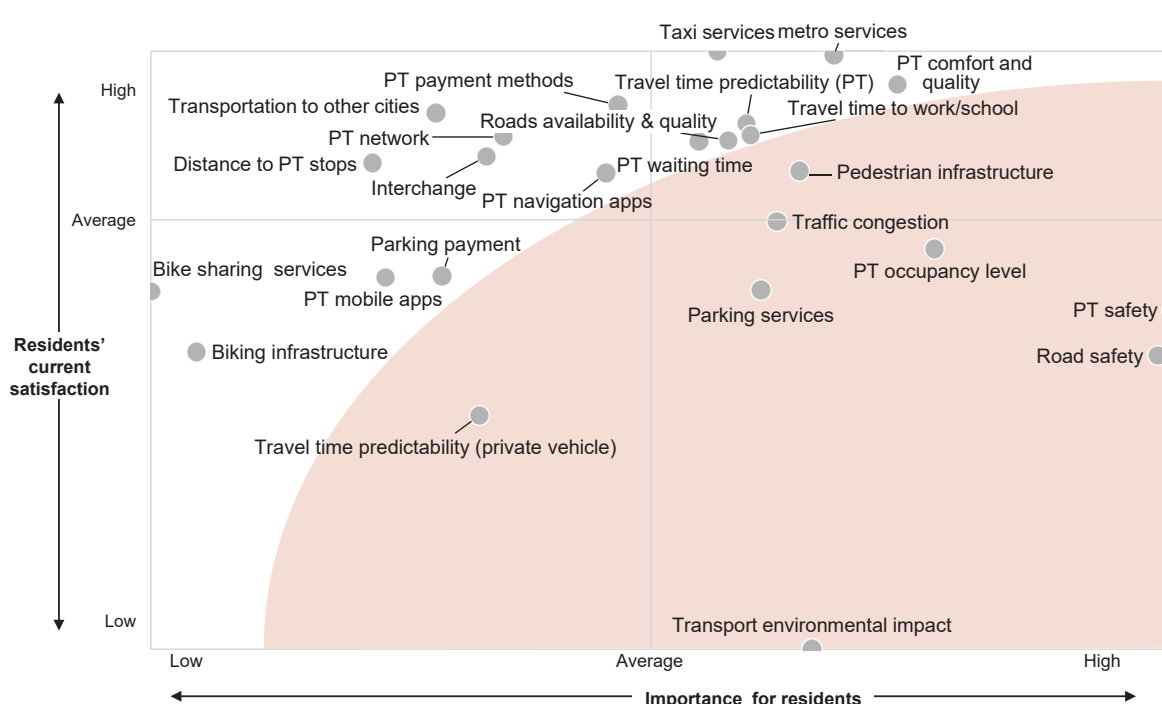 Taxi services metro services
PT comfort and
quality
High
PT payment methods
Travel time predictability (PT)
Transportation to other cities
Travel time to work/school
Roads availability & quality
PT network
Distance to PT stops
PT waiting time
Pedestrian infrastructure
Interchange
PT navigation apps
Average
Traffic congestion
Parking payment
Bike sharing  services
PT occupancy level
PT mobile apps
PT safety
Parking services
Residents’
current
satisfaction
Biking infrastructure
Road safety
Travel time predictability (private vehicle)
Low
Transport environmental impact
Low
Average
High
Importance  for residents